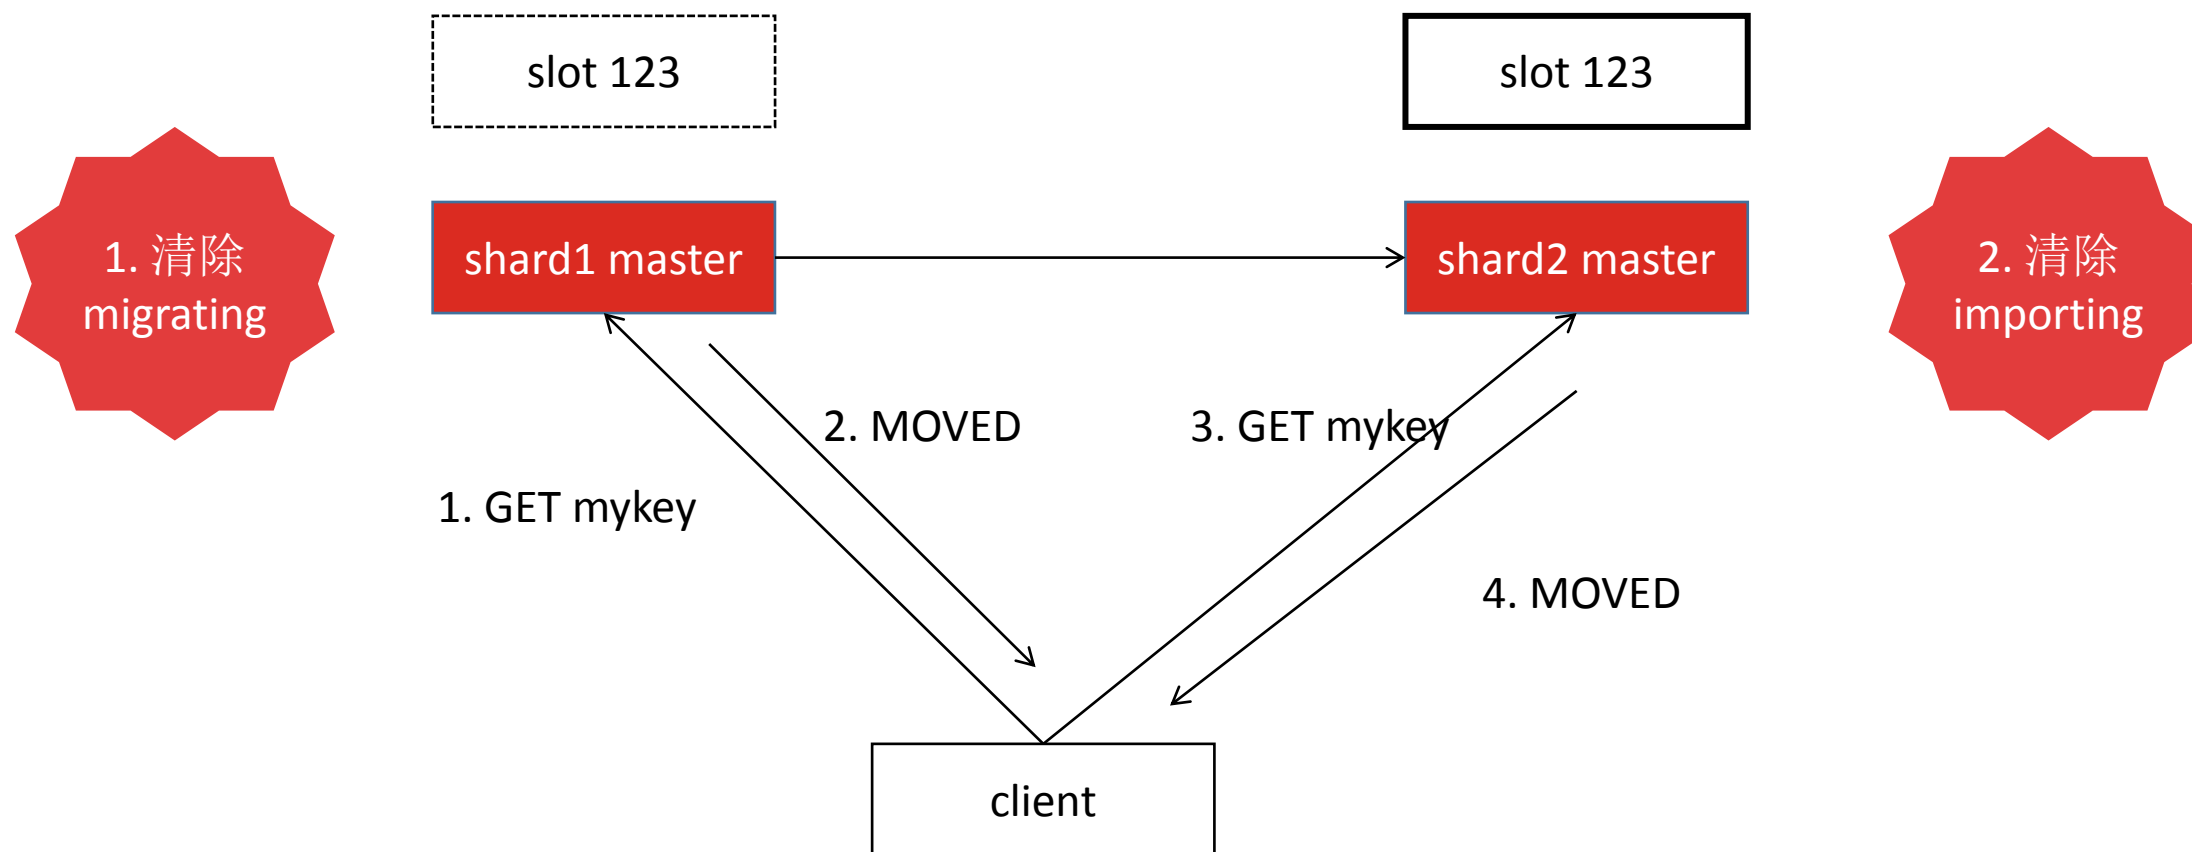 slot 123
slot 123
1. 清除
migrating
shard1 master
shard2 master
2. 清除
importing
2. MOVED
3. GET mykey
1. GET mykey
4. MOVED
client